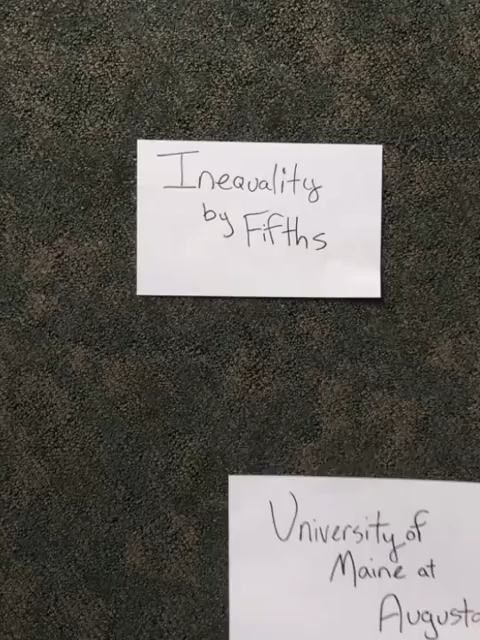 Inequality
by Fifths
University of
Maine at
Augusta